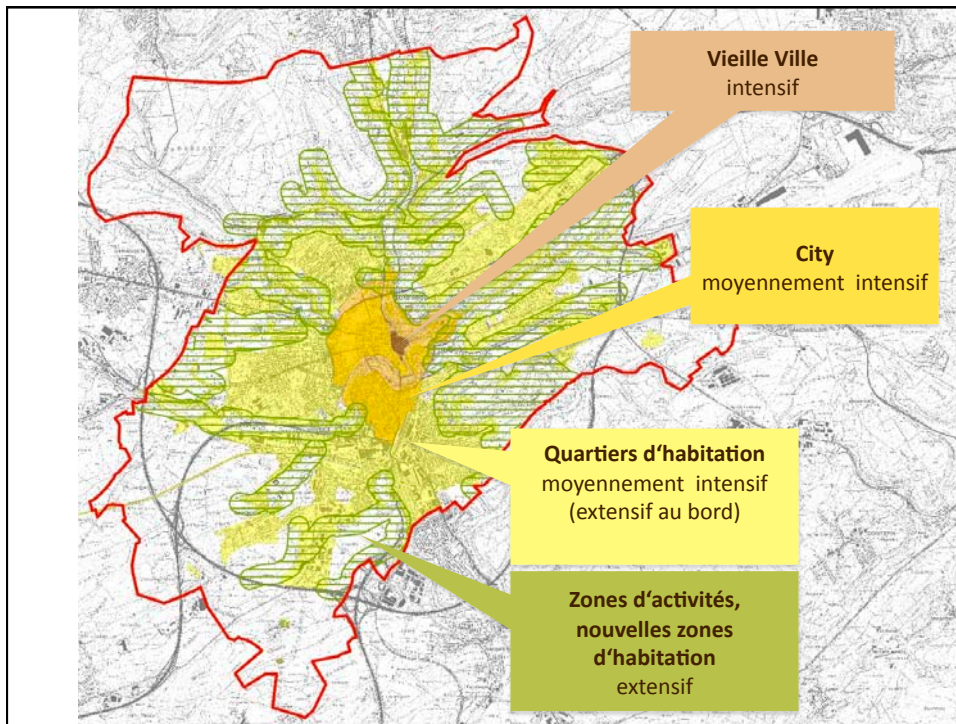 Vieille Ville
intensif
City
moyennement intensif
Quartiers d‘habitation
moyennement intensif
(extensif au bord)
Zones d‘activités,
nouvelles zones
d‘habitation
extensif